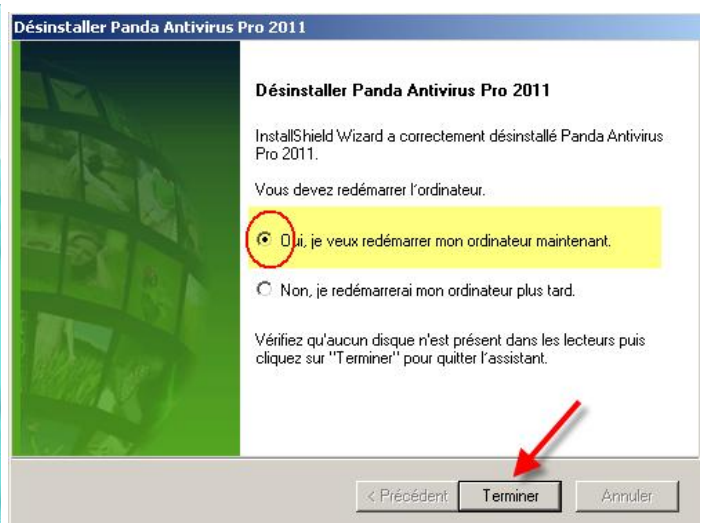 Désinstaller Panda Antivirus Pro 2011
Désinstaller Panda Antivirus Pro 2011
InstallShield Wizard a correctement désinstallé Panda Antivirus
Pro 2011.
Vous devez redémarrer l'ordinateur.
Oui, je veux redémarrer mon ordinateur maintenant.
Non, je redémarrerai mon ordinateur plus tard.
Vérifiez qu'aucun disque n'est présent dans les lecteurs puis
cliquez sur "Terminer" pour quitter l'assistant.
< Précédent Terminer Annuler